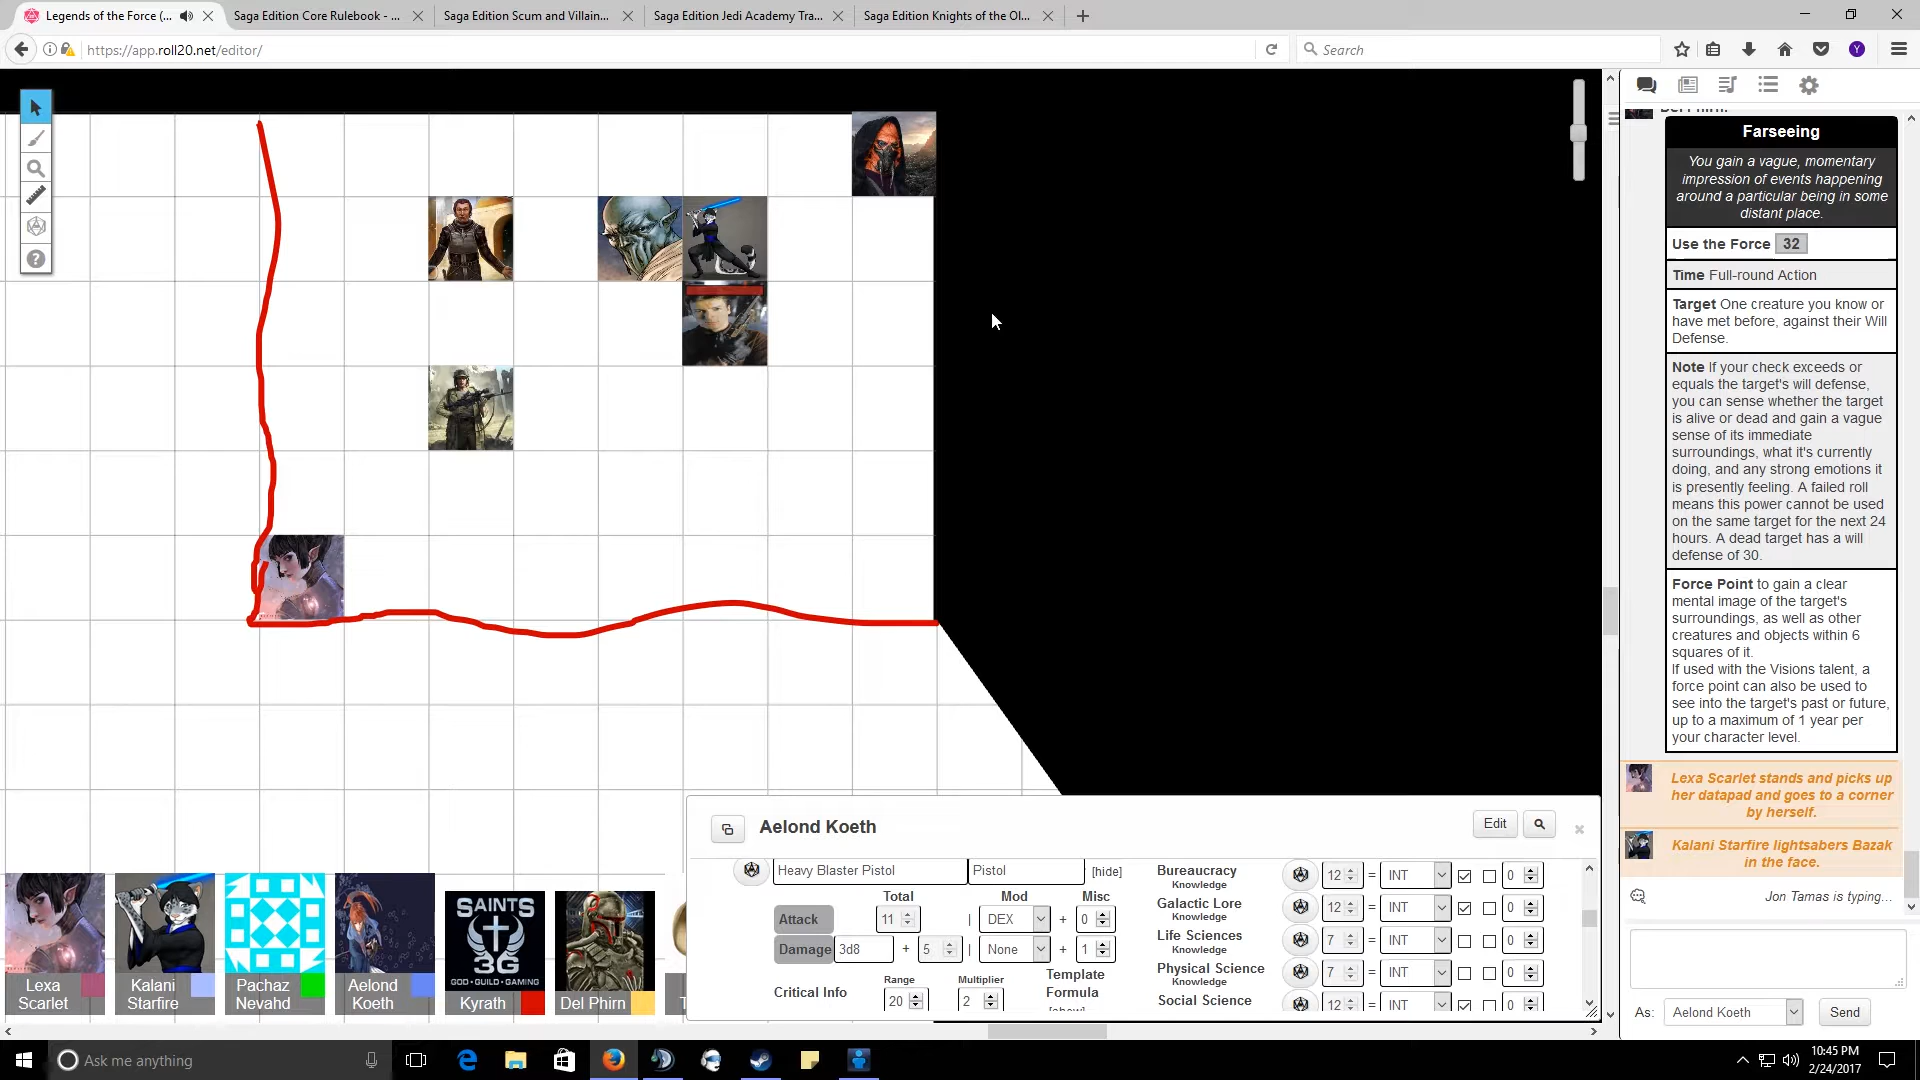 Legends of the Force (...
Saga Edition Core Rulebook - ...
Saga Edition Scum and Villain...
Saga Edition Jedi Academy Tra...
Saga Edition Knights of the Ol...
https://app.roll20.net/editor/
Search
Y
Farseeing
You gain a vague, momentary
impression of events happening
around a particular being in some
distant place.
Use the Force 32
Time Full-round Action
Target One creature you know or
have met before, against their Will
Defense.
Note If your check exceeds or
equals the target's will defense,
you can sense whether the target
is alive or dead and gain a vague
sense of its immediate
surroundings, what it's currently
doing, and any strong emotions it
is presently feeling. A failed roll
means this power cannot be used
on the same target for the next 24
hours. A dead target has a will
defense of 30.
Force Point to gain a clear
mental image of the target's
surroundings, as well as other
creatures and objects within 6
squares of it.
If used with the Visions talent, a
force point can also be used to
see into the target's past or future,
up to a maximum of 1 year per
your character level.
Lexa Scarlet stands and picks up
her datapad and goes to a corner
by herself.
Kalani Starfire lightsabers Bazak
in the face.
Jon Tamas is typing...
As: Aelond Koeth Send
Aelond Koeth
Edit
Heavy Blaster Pistol Pistol [hide]
Total Mod Misc
Attack 11 | DEX + 0
Damage 3d8 + 5 | None + 1
Range Multiplier Template
Critical Info 20 2 Formula
Bureaucracy 12 = INT 0
Knowledge
Galactic Lore 12 = INT 0
Knowledge
Life Sciences 7 = INT 0
Knowledge
Physical Science 7 = INT 0
Knowledge
Social Science 12 = INT 0
Knowledge
Lexa
Scarlet
Kalani
Starfire
Pachaz
Nevahd
Aelond
Koeth
SAINTS
3G
GOD · GUILD · GAMING
Kyrath
Del Phirn
Ask me anything
10:45 PM
2/24/2017